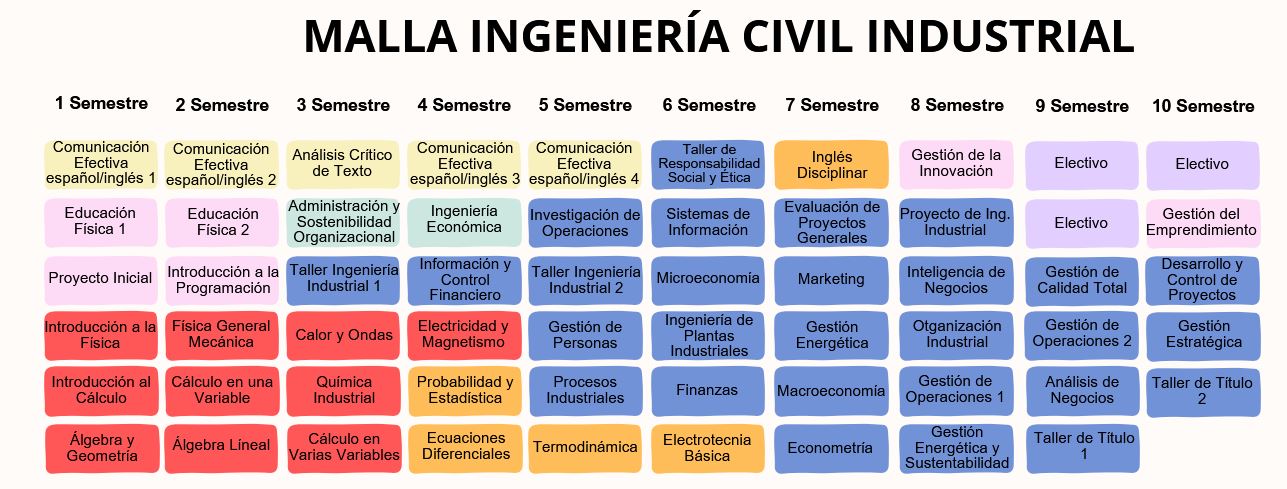 MALLA INGENIERÍA CIVIL INDUSTRIAL
1 Semestre
2 Semestre
3 Semestre
4 Semestre
5 Semestre
6 Semestre
7 Semestre
8 Semestre
9 Semestre
10 Semestre
Comunicación
Efectiva
español/inglés 1
Comunicación
Efectiva
español/inglés 2
Análisis Crítico
de Texto
Comunicación
Efectiva
español/inglés 3
Comunicación
Efectiva
español/inglés 4
Taller de
Responsabilidad
Social y Ética
Inglés
Disciplinar
Gestión de la
Innovación
Electivo
Electivo
Educación
Física 1
Educación
Física 2
Administración y
Sostenibilidad
Organizacional
Ingeniería
Económica
Investigación de
Operaciones
Sistemas de
Información
Evaluación de
Proyectos
Generales
Proyecto de Ing.
Industrial
Electivo
Gestión del
Emprendimiento
Proyecto Inicial
Introducción a la
Programación
Taller Ingeniería
Industrial 1
Información y
Control
Financiero
Taller Ingeniería
Industrial 2
Microeconomía
Marketing
Inteligencia de
Negocios
Gestión de
Calidad Total
Desarrollo y
Control de
Proyectos
Introducción a la
Física
Física General
Mecánica
Calor y Ondas
Electricidad y
Magnetismo
Gestión de
Personas
Ingeniería de
Plantas
Industriales
Gestión
Energética
Otganización
Industrial
Gestión de
Operaciones 2
Gestión
Estratégica
Introducción al
Cálculo
Cálculo en una
Variable
Química
Industrial
Probabilidad y
Estadística
Procesos
Industriales
Finanzas
Macroeconomía
Gestión de
Operaciones 1
Análisis de
Negocios
Taller de Título
2
Álgebra y
Geometría
Álgebra Líneal
Cálculo en
Varias Variables
Ecuaciones
Diferenciales
Termodinámica
Electrotecnia
Básica
Econometría
Gestión
Energética y
Sustentabilidad
Taller de Título
1